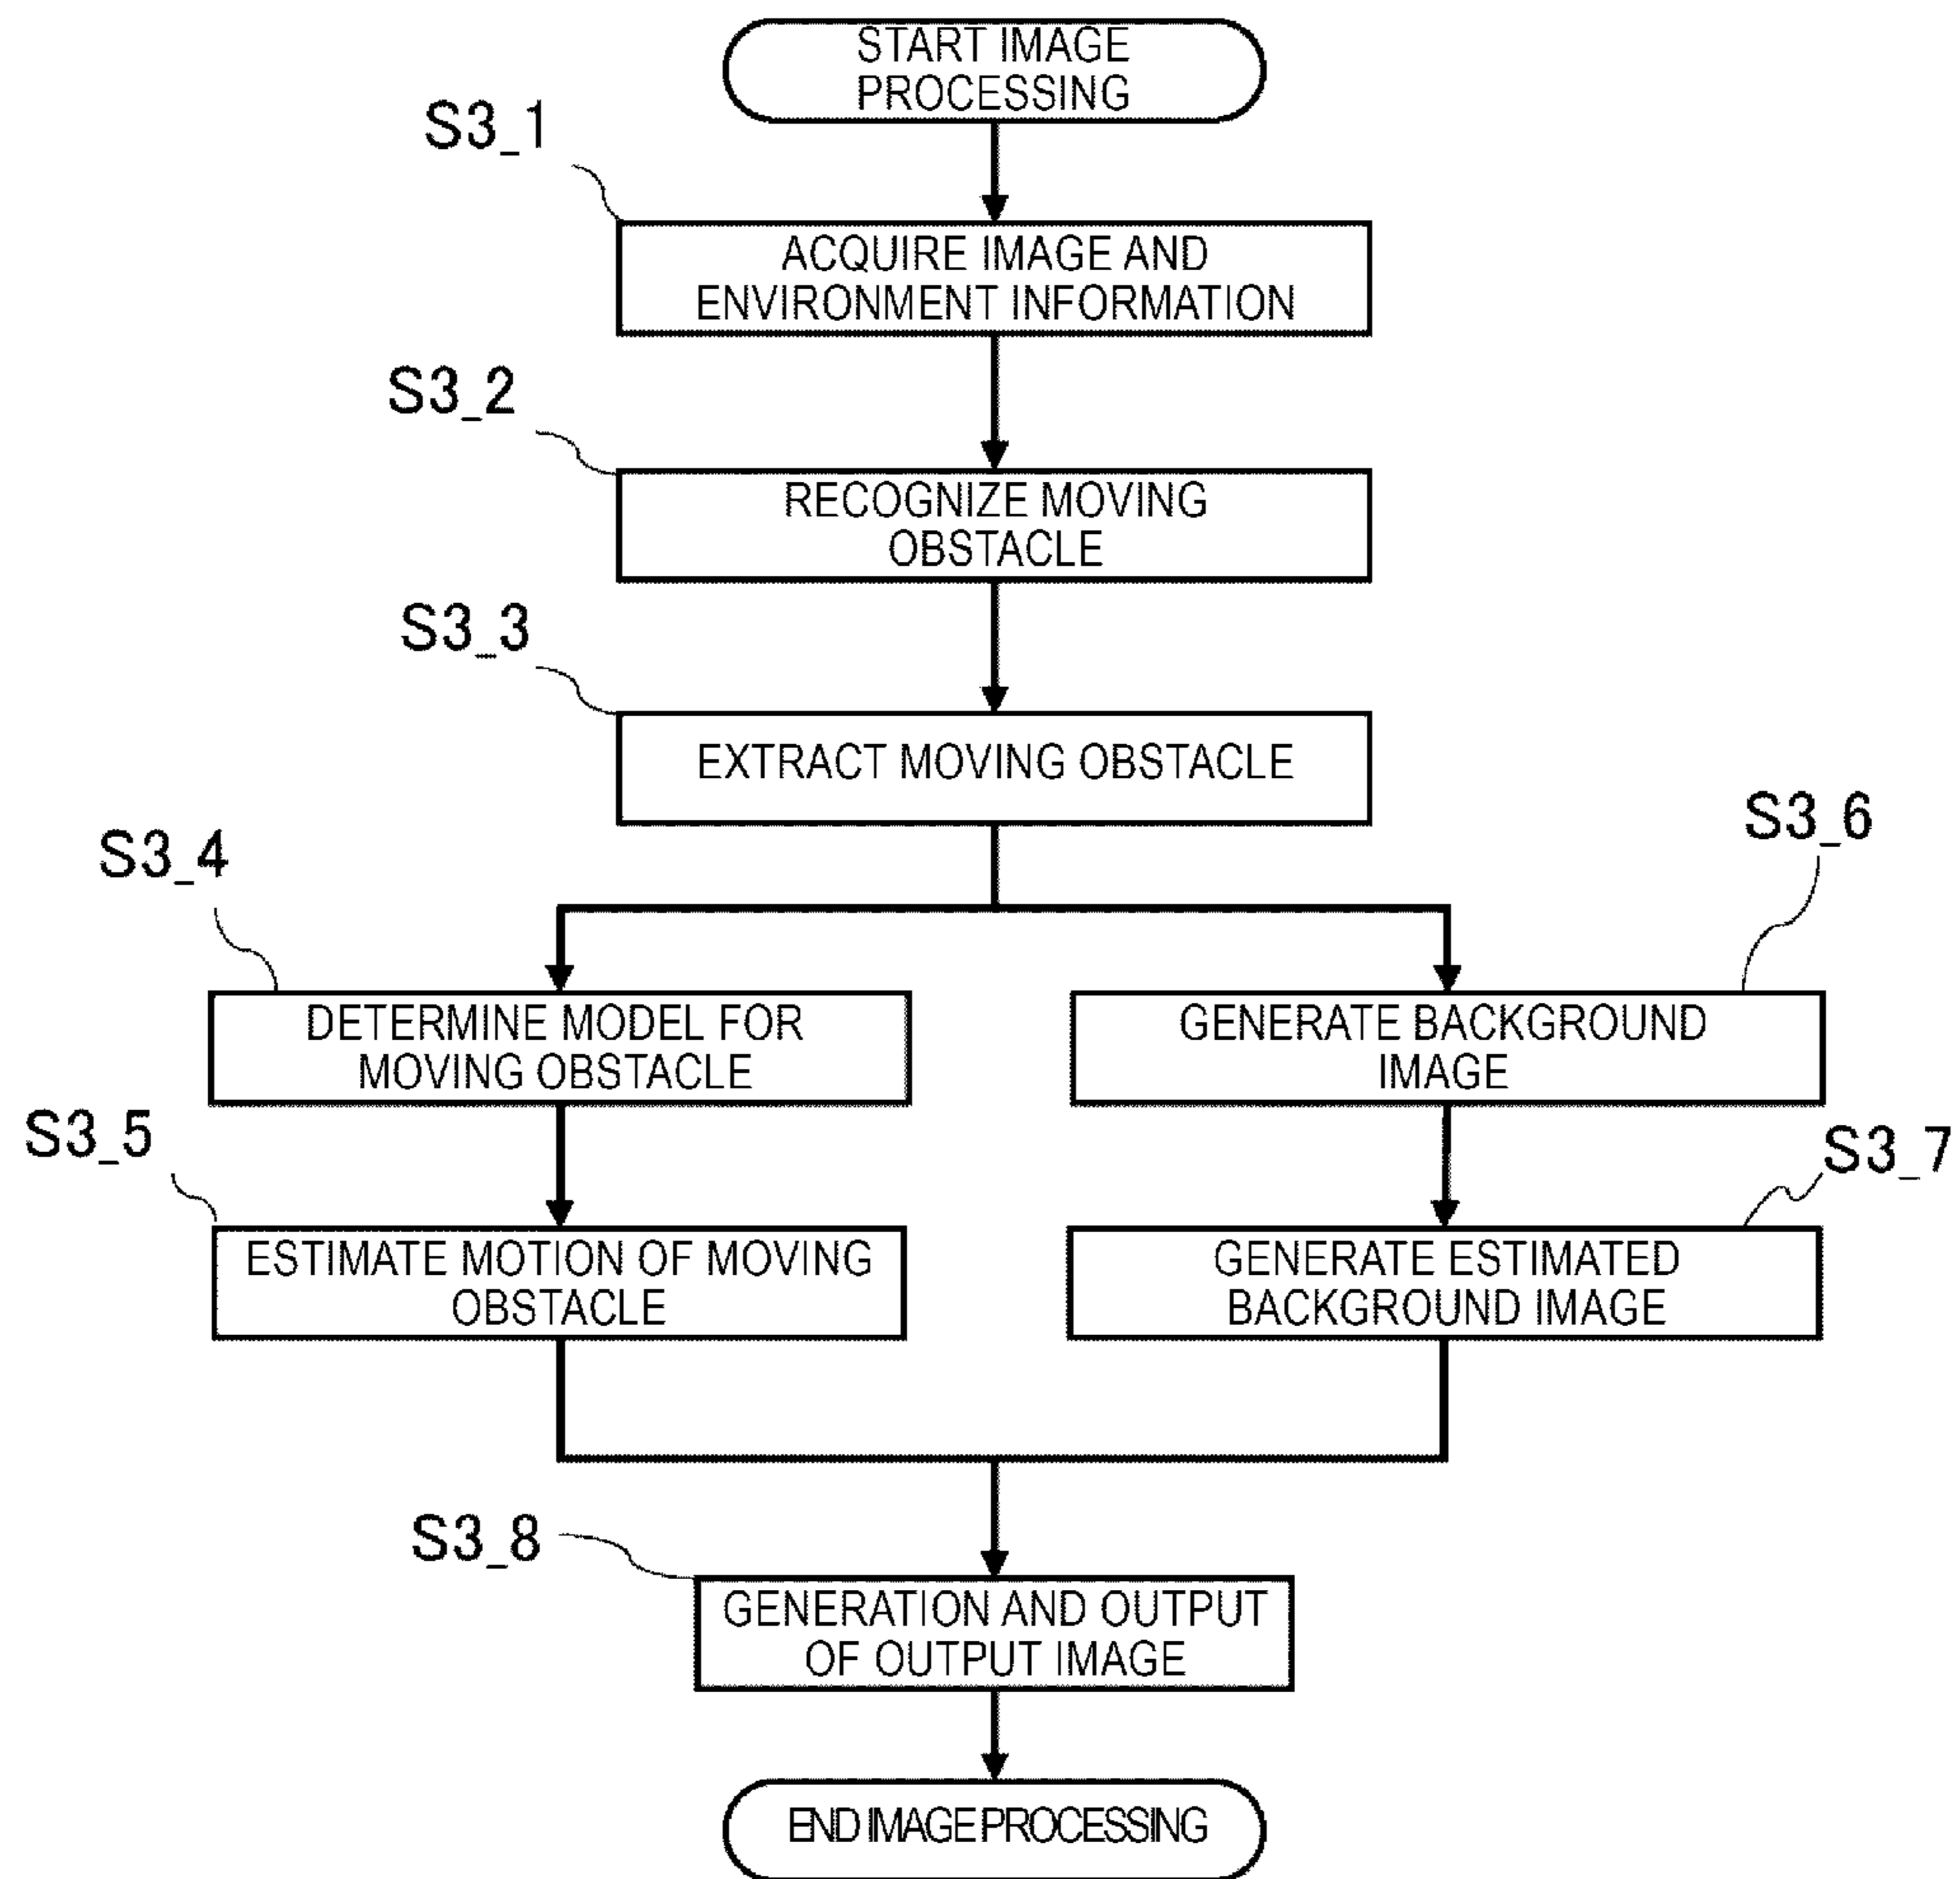 START IMAGE
PROCESSING
S3_1
ACQUIRE IMAGE AND
ENVIRONMENT INFORMATION
S3_2
RECOGNIZE MOVING
OBSTACLE
S3_3
EXTRACT MOVING OBSTACLE
S3_4
DETERMINE MODEL FOR
MOVING OBSTACLE
S3_6
GENERATE BACKGROUND
IMAGE
S3_5
ESTIMATE MOTION OF MOVING
OBSTACLE
S3_7
GENERATE ESTIMATED
BACKGROUND IMAGE
S3_8
GENERATION AND OUTPUT
OF OUTPUT IMAGE
END IMAGE PROCESSING